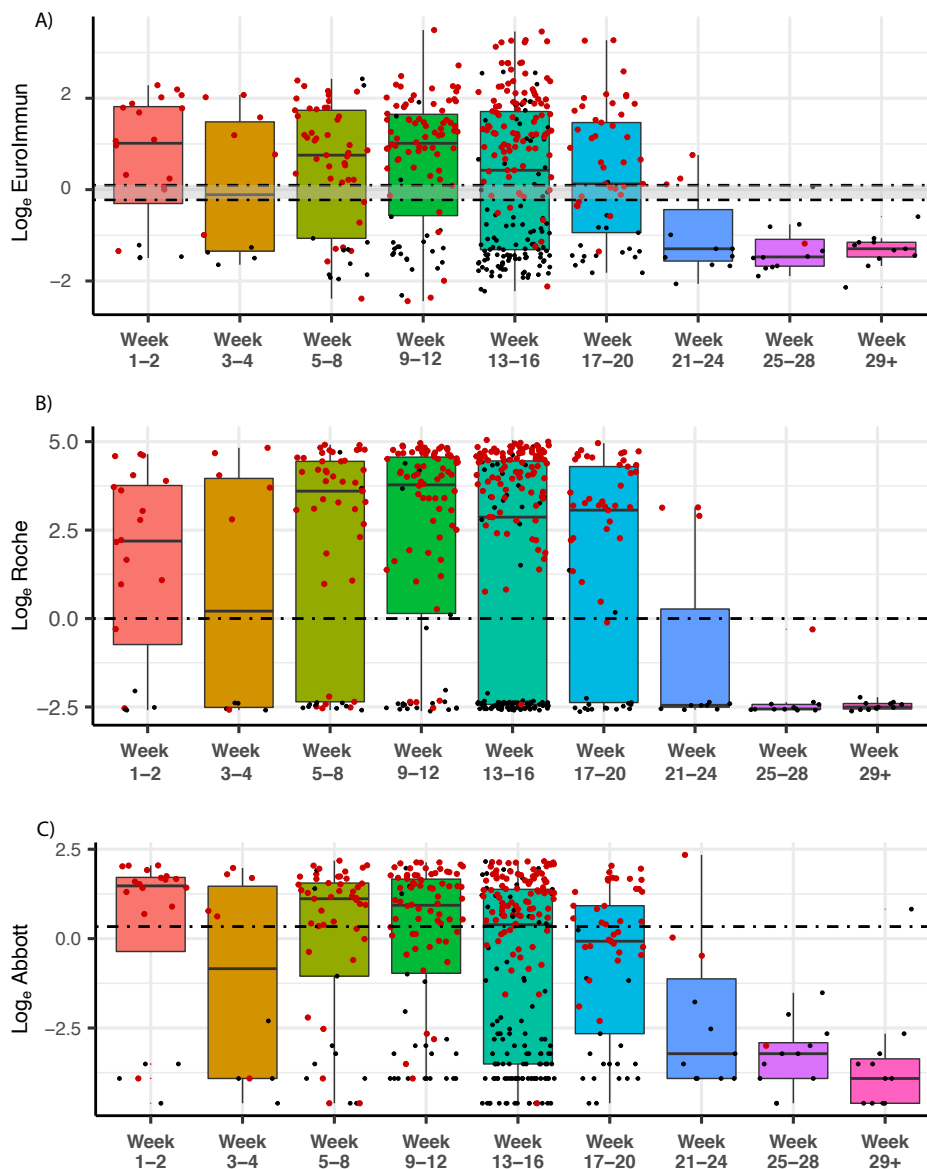 A)
Logₑ EuroImmun
2
0
−2
Week Week Week Week Week Week Week Week Week
1−2 3−4 5−8 9−12 13−16 17−20 21−24 25−28 29+
B)
Logₑ Roche
5.0
2.5
0.0
−2.5
Week Week Week Week Week Week Week Week Week
1−2 3−4 5−8 9−12 13−16 17−20 21−24 25−28 29+
C)
Logₑ Abbott
2.5
0.0
−2.5
Week Week Week Week Week Week Week Week Week
1−2 3−4 5−8 9−12 13−16 17−20 21−24 25−28 29+